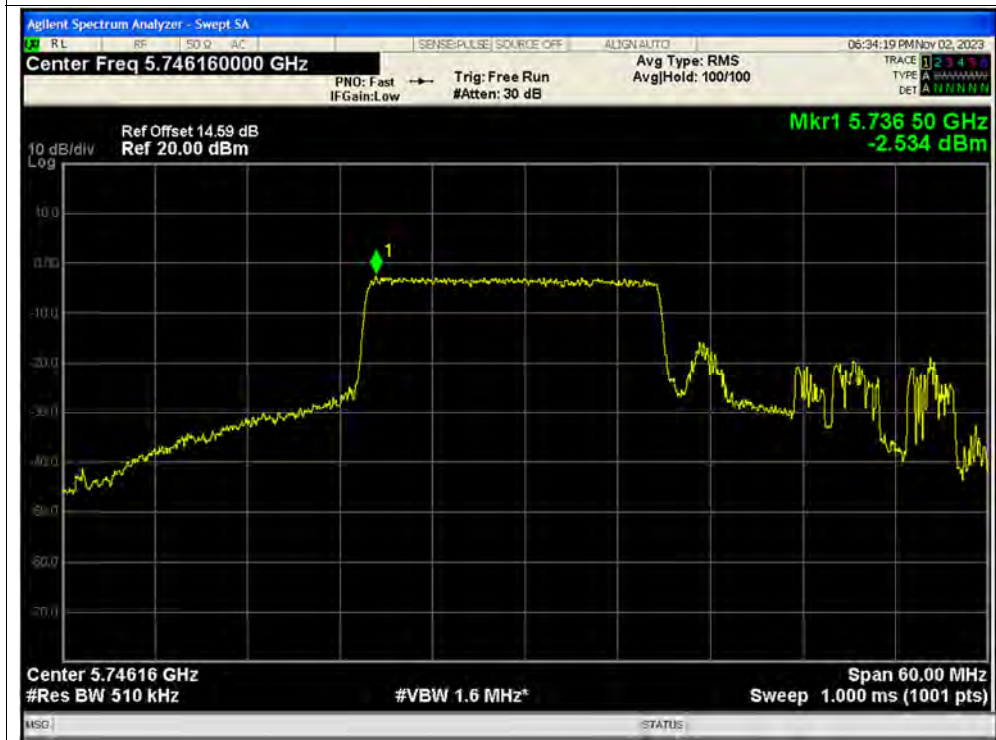 Agilent Spectrum Analyzer - Swept SA
RL RF 50 Ω AC SENSE:PULSE SOURCE OFF ALIGN AUTO 06:34:19 PM Nov 02, 2023
Center Freq 5.746160000 GHz
PNO: Fast
IFGain:Low
Trig: Free Run
#Atten: 30 dB
Avg Type: RMS
Avg|Hold: 100/100
TRACE 1 2 3 4 5 6
TYPE A WWWWW
DET A N N N N N
Mkr1 5.736 50 GHz
-2.534 dBm
Ref Offset 14.59 dB
10 dB/div Ref 20.00 dBm
Log
10.0
0.00
1
-10.0
-20.0
-30.0
-40.0
-50.0
-60.0
-70.0
Center 5.74616 GHz Span 60.00 MHz
#Res BW 510 kHz #VBW 1.6 MHz* Sweep 1.000 ms (1001 pts)
MSG STATUS